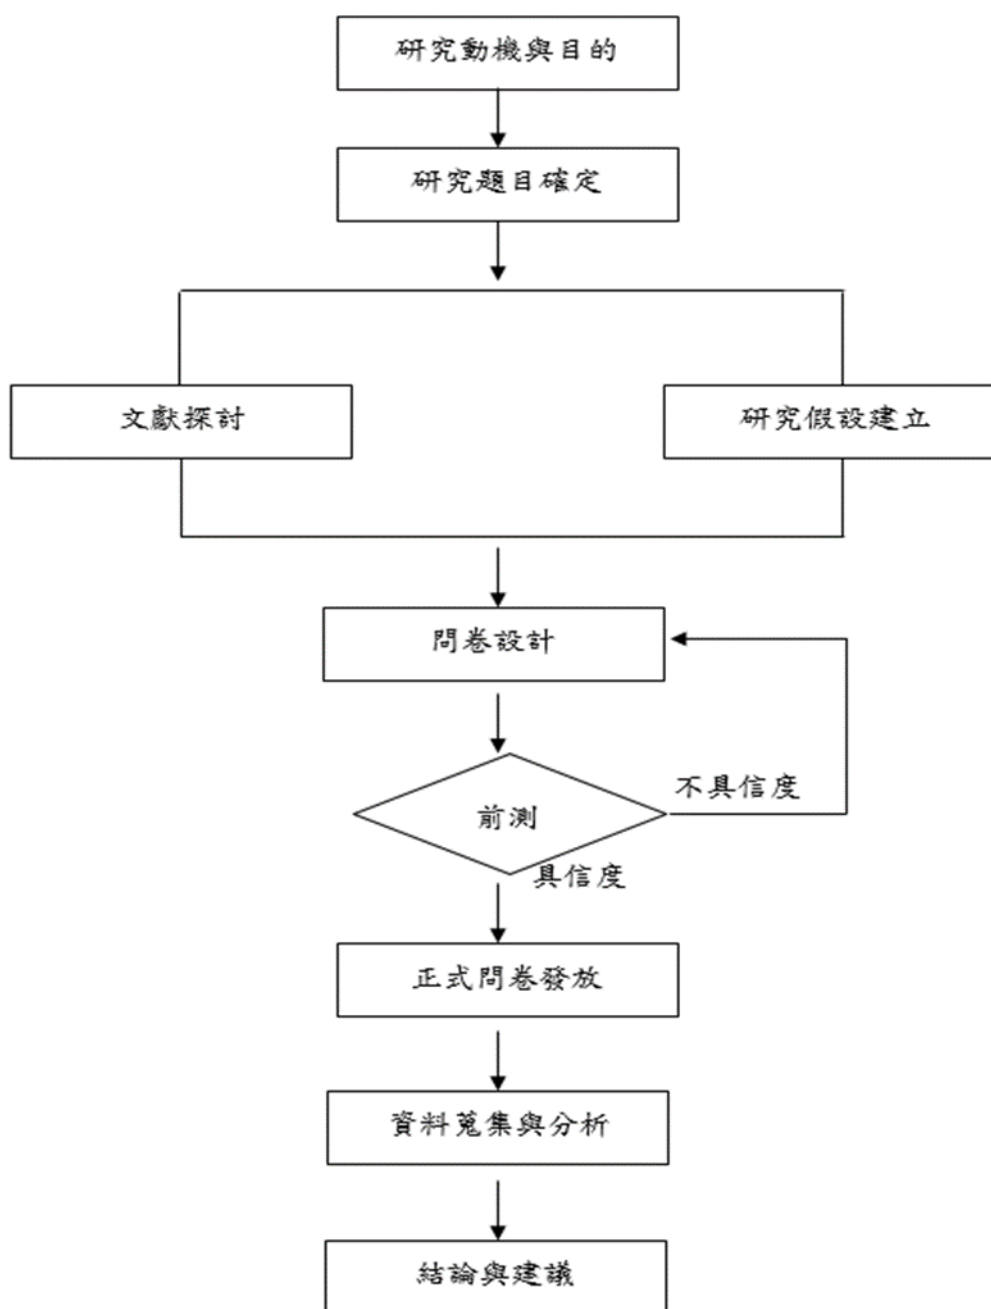 研究動機與目的
研究題目確定
文獻探討
研究假設建立
問卷設計
不具信度
前測
具信度
正式問卷發放
資料蒐集與分析
結論與建議